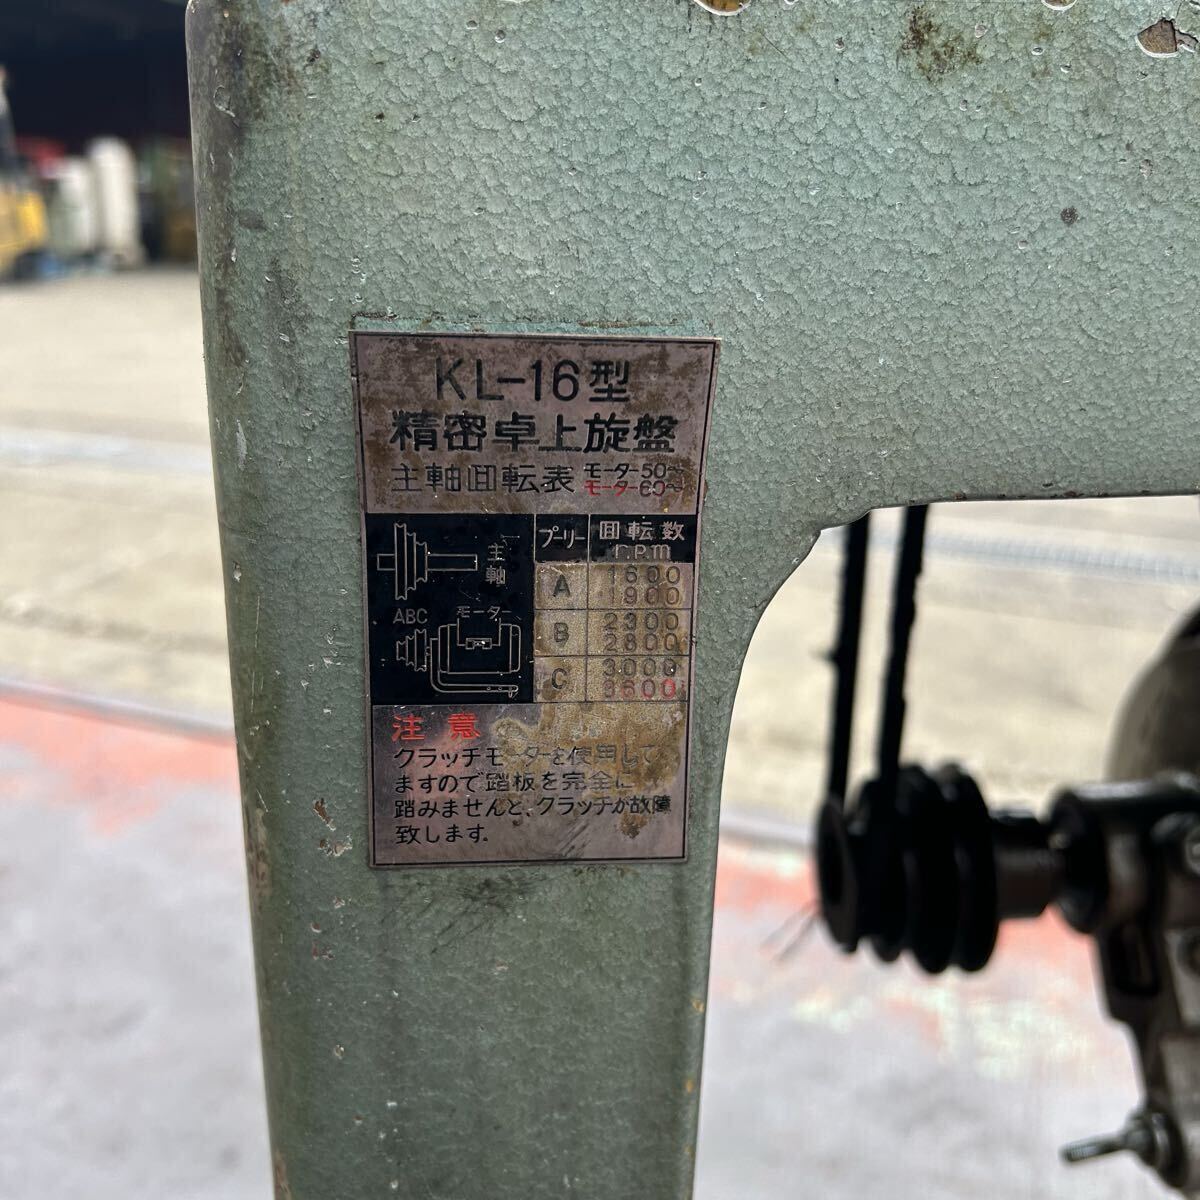 KL-16型
精密卓上旋盤
主軸回転表 モーター50〜
モーター60〜
主軸
ABC モーター
プーリー 回転数
r.p.m
A 1600
1900
B 2300
2800
C 3000
3600
注意
クラッチモーターを使用して
ますので踏板を完全に
踏みませんと、クラッチが故障
致します。